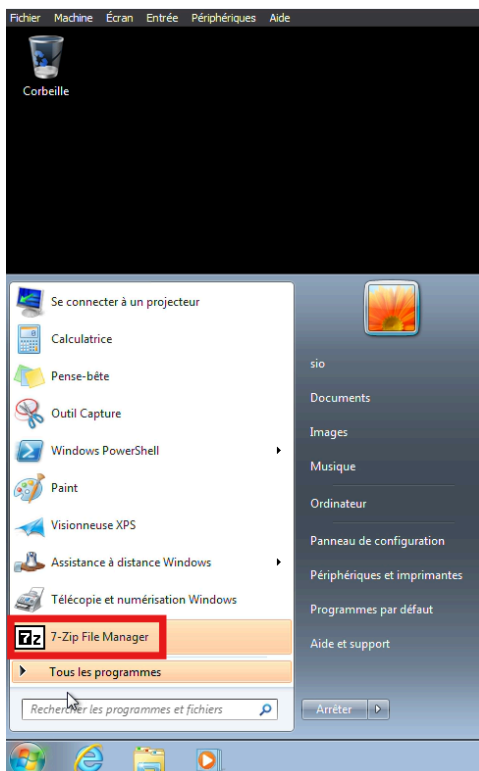 Fichier Machine Écran Entrée Périphériques Aide
Corbeille
Se connecter à un projecteur
Calculatrice
Pense-bête
Outil Capture
Windows PowerShell
Paint
Visionneuse XPS
Assistance à distance Windows
Télécopie et numérisation Windows
7z 7-Zip File Manager
Tous les programmes
Rechercher les programmes et fichiers
sio
Documents
Images
Musique
Ordinateur
Panneau de configuration
Périphériques et imprimantes
Programmes par défaut
Aide et support
Arrêter